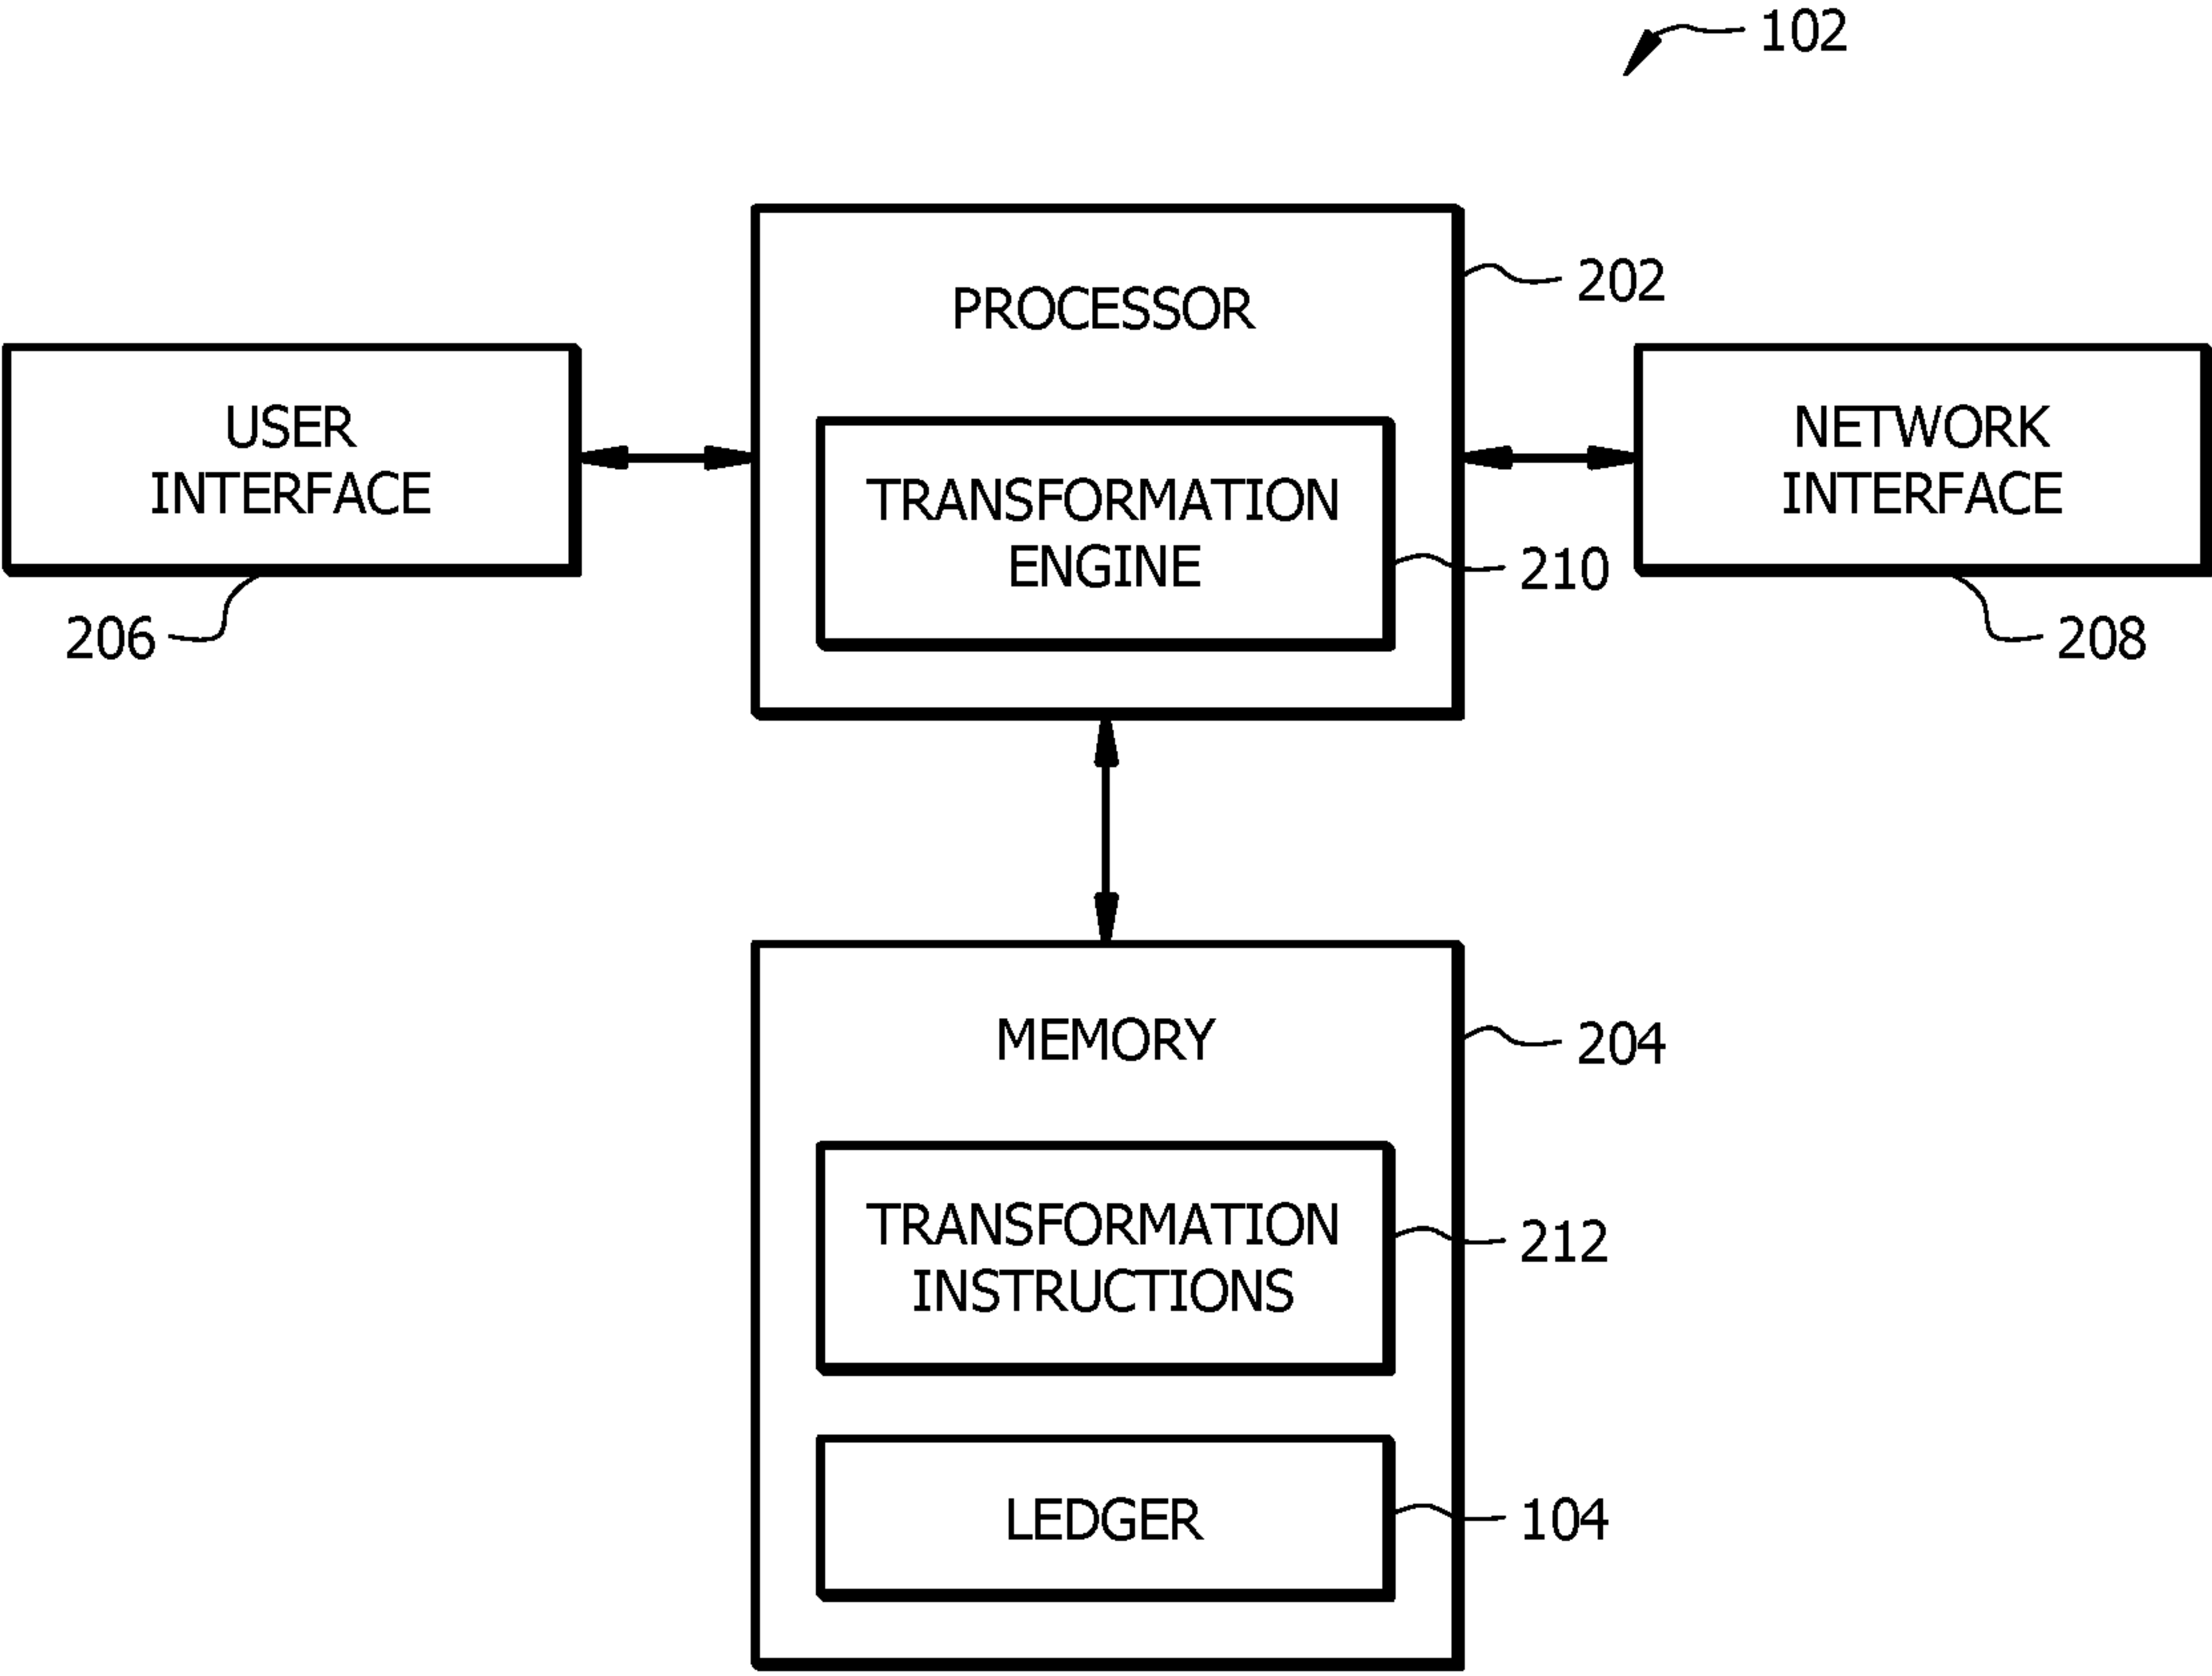 102
PROCESSOR
202
USER
INTERFACE
206
TRANSFORMATION
ENGINE
210
NETWORK
INTERFACE
208
MEMORY
204
TRANSFORMATION
INSTRUCTIONS
212
LEDGER
104